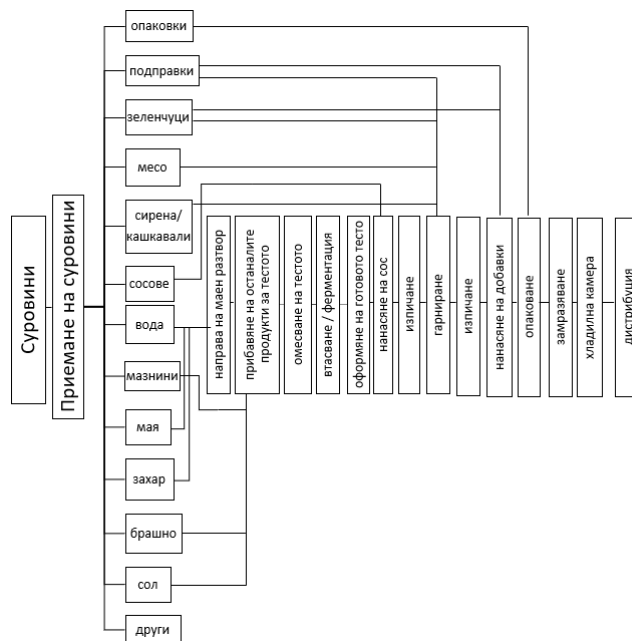 Суровини
Приемане на суровини
опаковки
подправки
зеленчуци
месо
сирена/
кашкавали
сосове
вода
мазнини
мая
захар
брашно
сол
други
направа на маен разтвор
прибавяне на останалите
продукти за тестото
омесване на тестото
втасване / ферментация
оформяне на готовото тесто
нанасяне на сос
изпичане
гарниране
изпичане
нанасяне на добавки
опаковане
замразяване
хладилна камера
дистрибуция